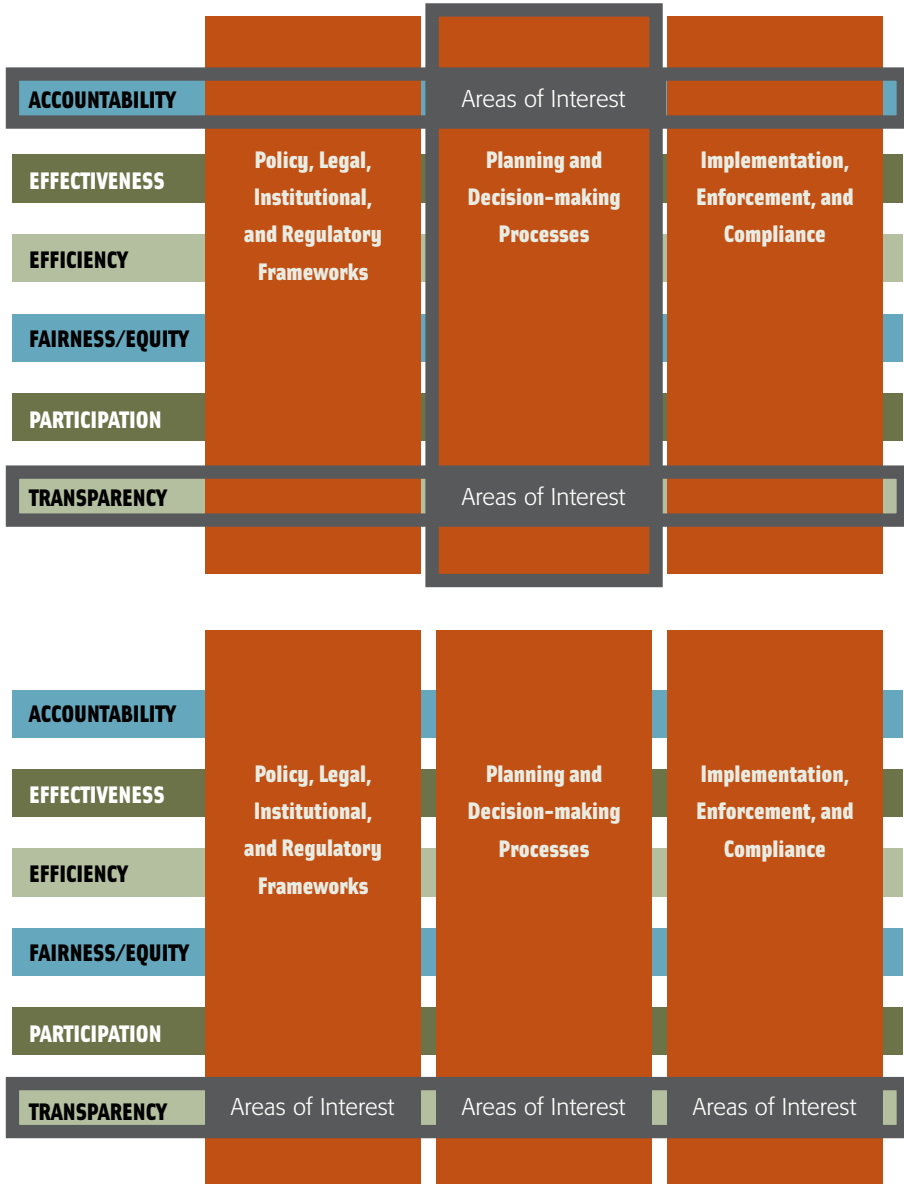 ACCOUNTABILITY Areas of Interest
EFFECTIVENESS
Policy, Legal,
Institutional,
and Regulatory
Frameworks
Planning and
Decision-making
Processes
Implementation,
Enforcement, and
Compliance
EFFICIENCY
FAIRNESS/EQUITY
PARTICIPATION
TRANSPARENCY Areas of Interest
ACCOUNTABILITY
EFFECTIVENESS
Policy, Legal,
Institutional,
and Regulatory
Frameworks
Planning and
Decision-making
Processes
Implementation,
Enforcement, and
Compliance
EFFICIENCY
FAIRNESS/EQUITY
PARTICIPATION
TRANSPARENCY Areas of Interest Areas of Interest Areas of Interest